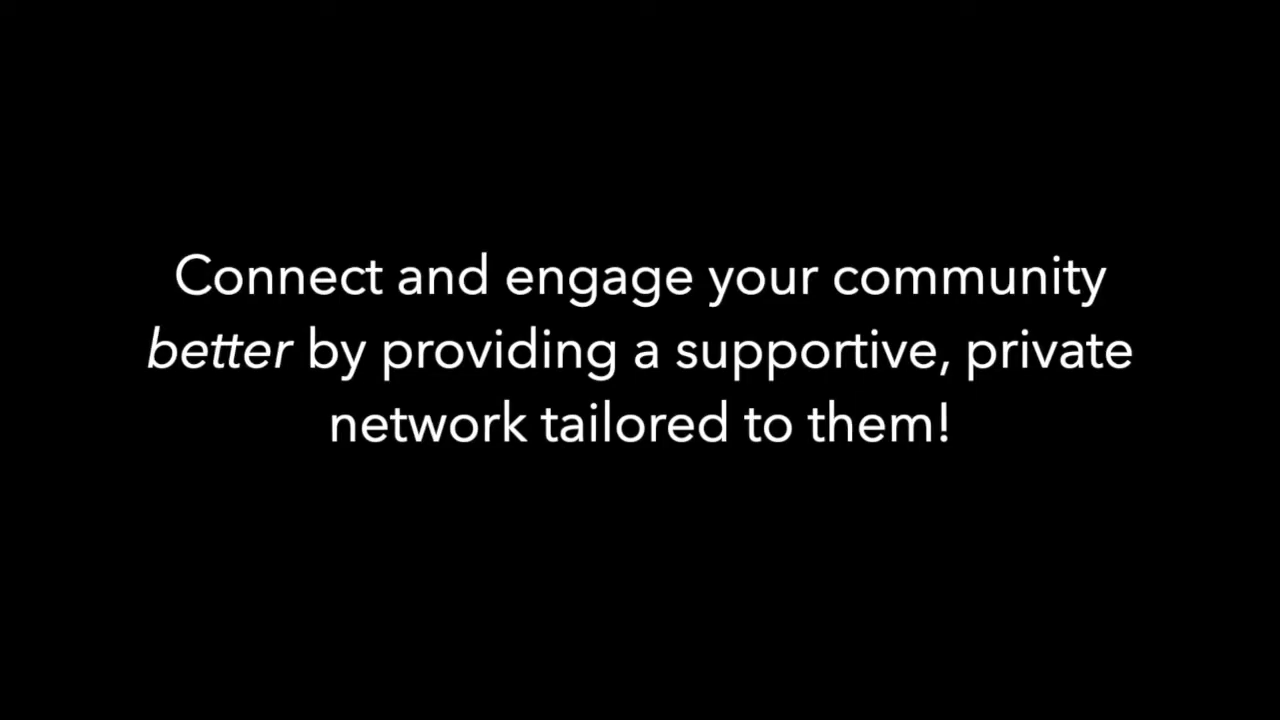 Connect and engage your community
better by providing a supportive, private
network tailored to them!